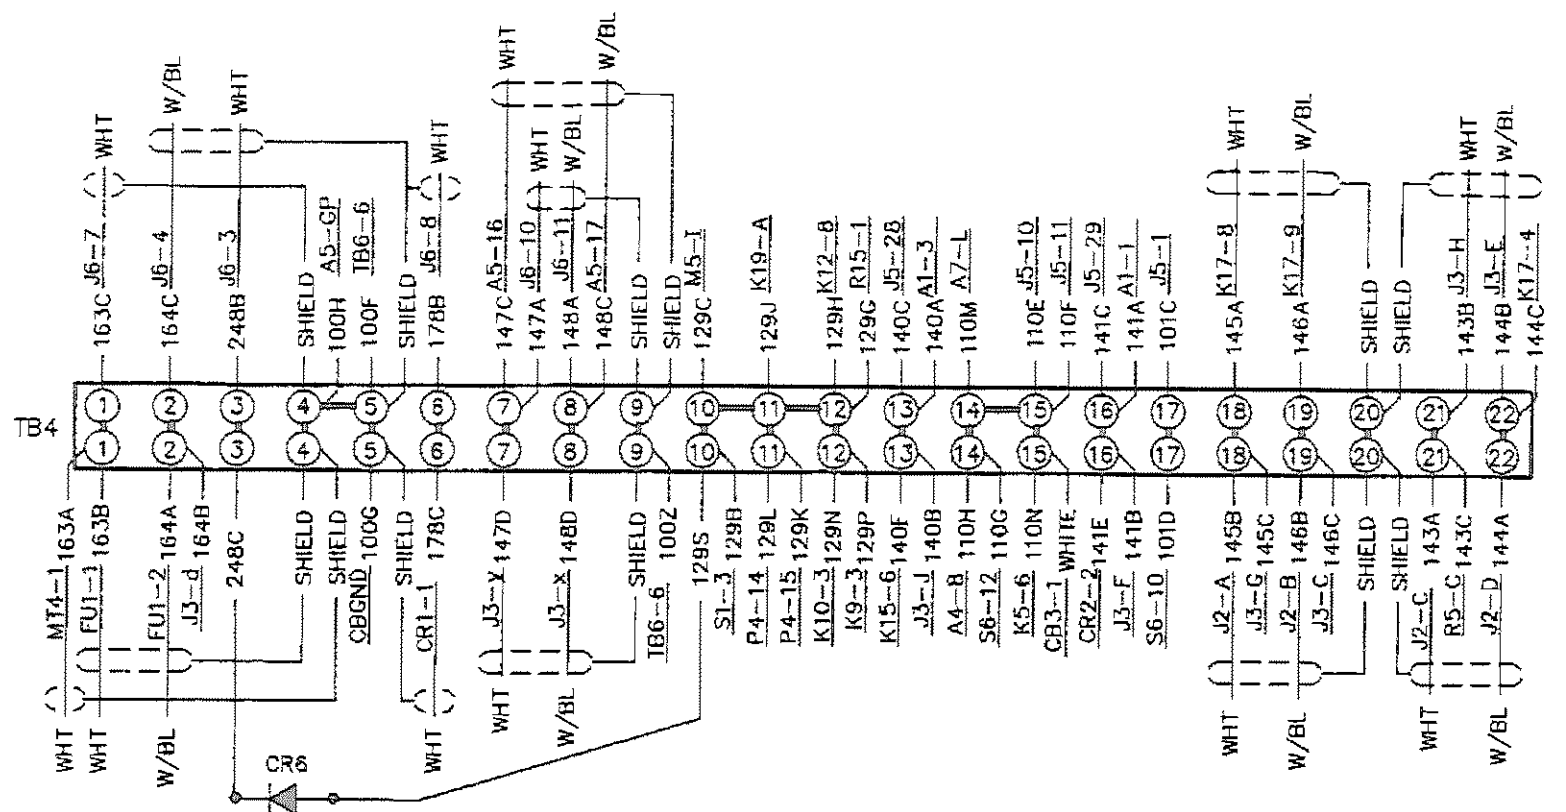 TB4
WHT
163C J6-7
W/BL
164C J6-4
WHT
248B J6-3
SHIELD
100H A5-GP
100F TB6-6
SHIELD
WHT
178B J6-8
WHT
147C A5-16
WHT
147A J6-10
W/BL
148A J6-11
W/BL
148C A5-17
SHIELD
SHIELD
129C M5-I
129J K19-A
129H K12-8
129G R15-1
140C J5-28
140A A1-3
110M A7-L
110E J5-10
110F J5-11
141C J5-29
141A A1-1
101C J5-1
WHT
145A K17-8
W/BL
146A K17-9
SHIELD
SHIELD
WHT
143B J3-H
W/BL
144B J3-E
144C K17-4
1 2 3 4 5 6 7 8 9 10 11 12 13 14 15 16 17 18 19 20 21 22
1 2 3 4 5 6 7 8 9 10 11 12 13 14 15 16 17 18 19 20 21 22
WHT
MT4-1 163A
WHT
FU1-1 163B
W/BL
FU1-2 164A
J3-d 164B
248C
SHIELD
SHIELD
CBGND 100G
SHIELD
WHT
CR1-1 178C
WHT
J3-y 147D
W/BL
J3-x 148D
SHIELD
TB6-6 100Z
129S
S1-3 129B
P4-14 129L
P4-15 129K
K10-3 129N
K9-3 129P
K15-6 140F
J3-J 140B
A4-8 110H
S6-12 110G
K5-6 110N
CB3-1 WHITE
CR2-2 141E
J3-F 141B
S6-10 101D
WHT
J2-A 145B
J3-G 145C
W/BL
J2-B 146B
J3-C 146C
SHIELD
SHIELD
WHT
J2-C 143A
R5-C 143C
W/BL
J2-D 144A
CR6